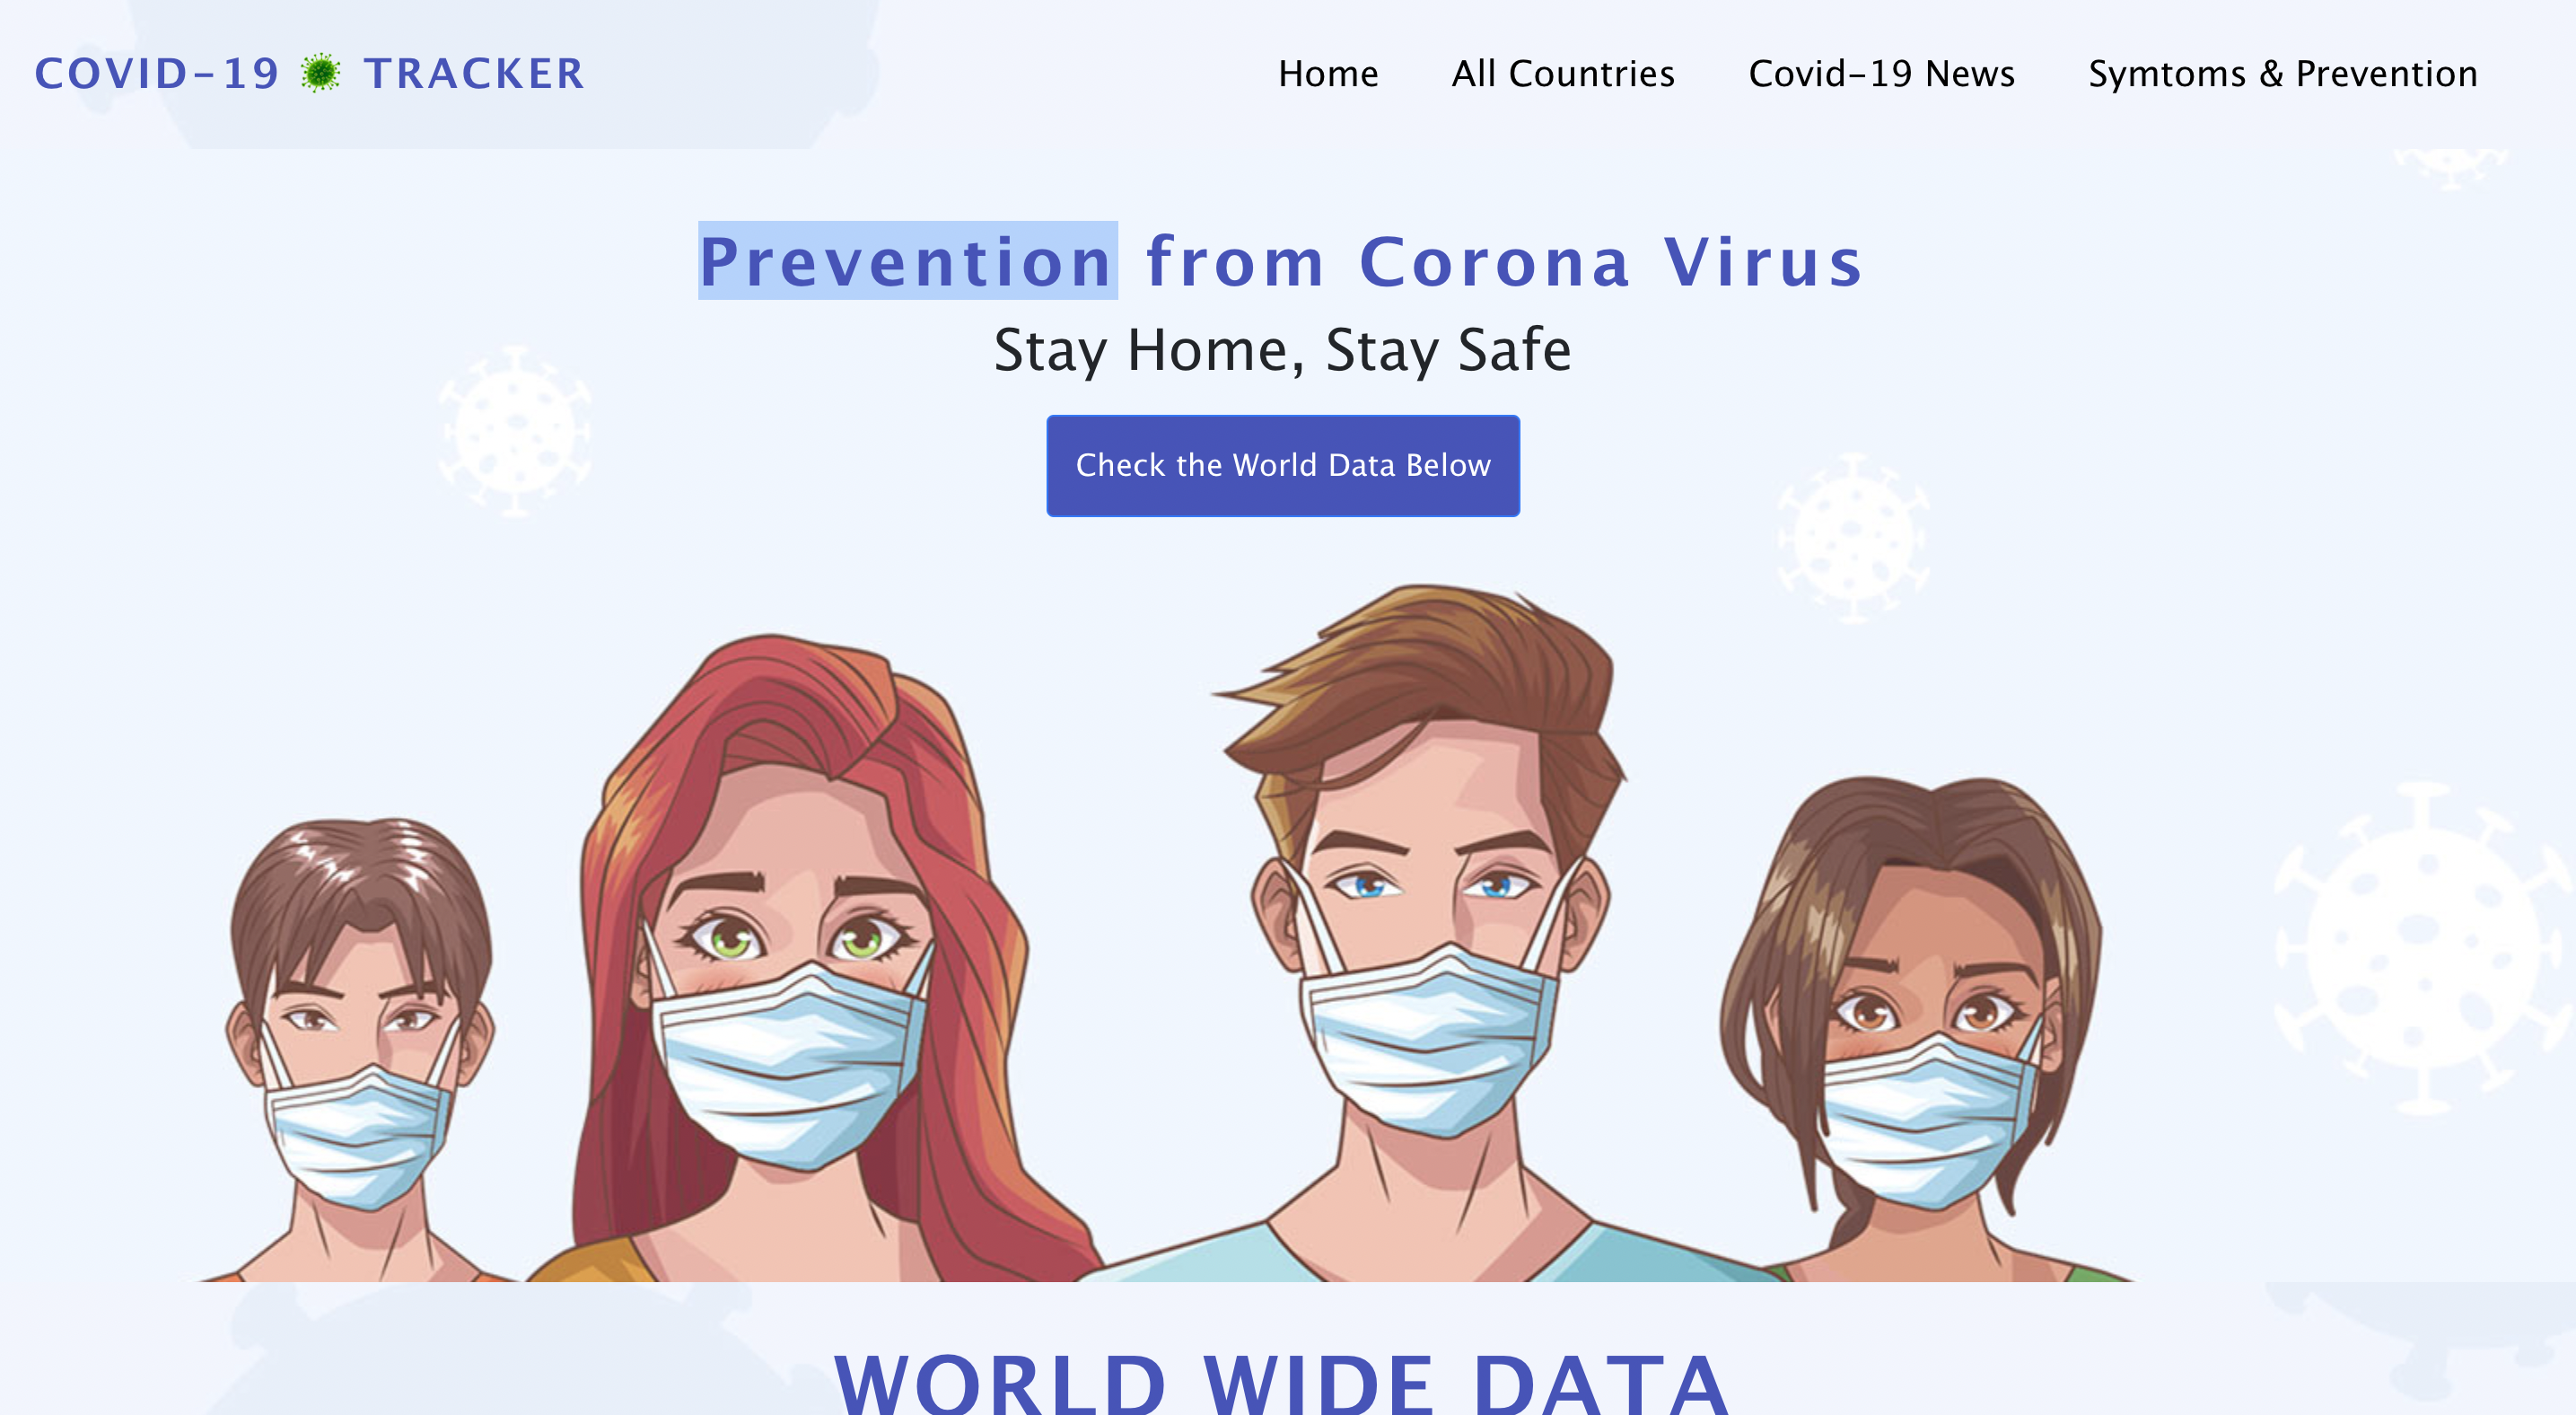 COVID-19 TRACKER
Home All Countries Covid-19 News Symtoms & Prevention
Prevention from Corona Virus
Stay Home, Stay Safe
Check the World Data Below
WORLD WIDE DATA